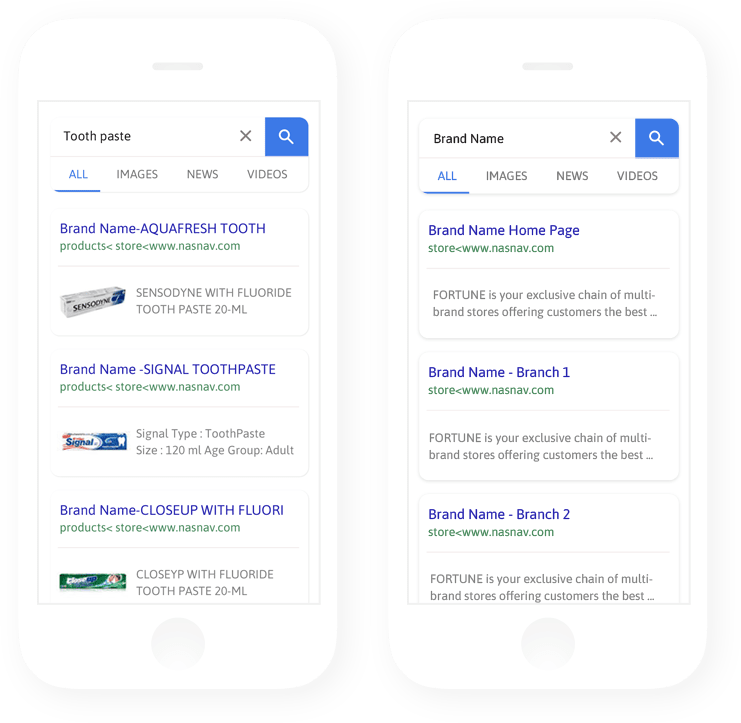 Tooth paste
ALL IMAGES NEWS VIDEOS
Brand Name-AQUAFRESH TOOTH
products< store<www.nasnav.com
SENSODYNE
SENSODYNE WITH FLUORIDE
TOOTH PASTE 20-ML
Brand Name -SIGNAL TOOTHPASTE
products< store<www.nasnav.com
Signal
Signal Type : ToothPaste
Size : 120 ml Age Group: Adult
Brand Name-CLOSEUP WITH FLUORI
products< store<www.nasnav.com
Closeup
CLOSEYP WITH FLUORIDE
TOOTH PASTE 20-ML
Brand Name
ALL IMAGES NEWS VIDEOS
Brand Name Home Page
store<www.nasnav.com
FORTUNE is your exclusive chain of multi-
brand stores offering customers the best ...
Brand Name - Branch 1
store<www.nasnav.com
FORTUNE is your exclusive chain of multi-
brand stores offering customers the best ...
Brand Name - Branch 2
store<www.nasnav.com
FORTUNE is your exclusive chain of multi-
brand stores offering customers the best ...